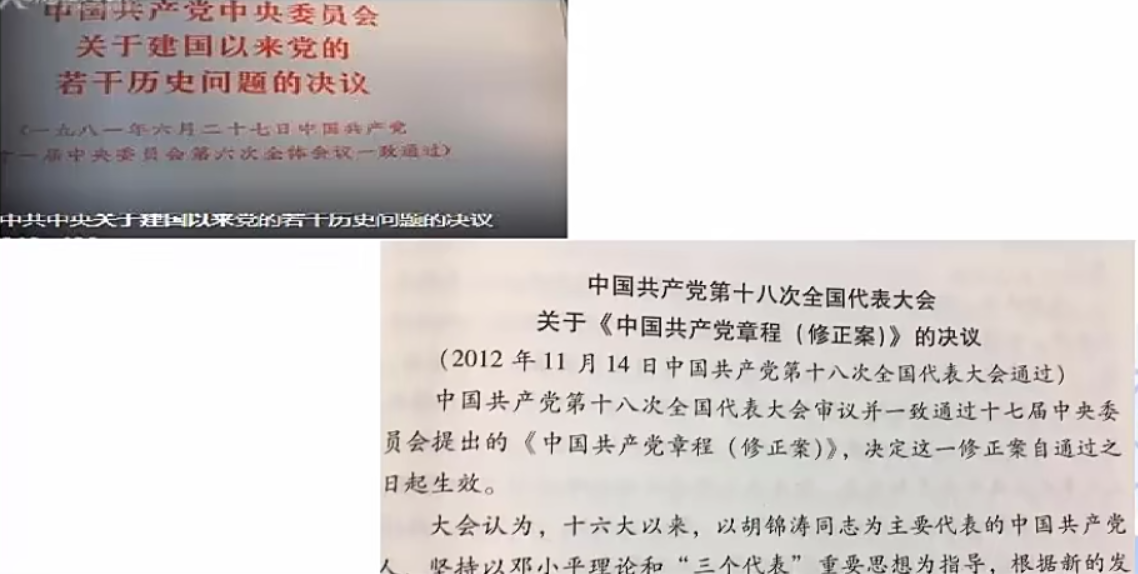 中国共产党中央委员会
关于建国以来党的
若干历史问题的决议
（一九八一年六月二十七日中国共产党
十一届中央委员会第六次全体会议一致通过）
中共中央关于建国以来党的若干历史问题的决议
中国共产党第十八次全国代表大会
关于《中国共产党章程（修正案）》的决议
（2012 年 11 月 14 日中国共产党第十八次全国代表大会通过）
中国共产党第十八次全国代表大会审议并一致通过十七届中央委
员会提出的《中国共产党章程（修正案）》，决定这一修正案自通过之
日起生效。
大会认为，十六大以来，以胡锦涛同志为主要代表的中国共产党
人，坚持以邓小平理论和“三个代表”重要思想为指导，根据新的发